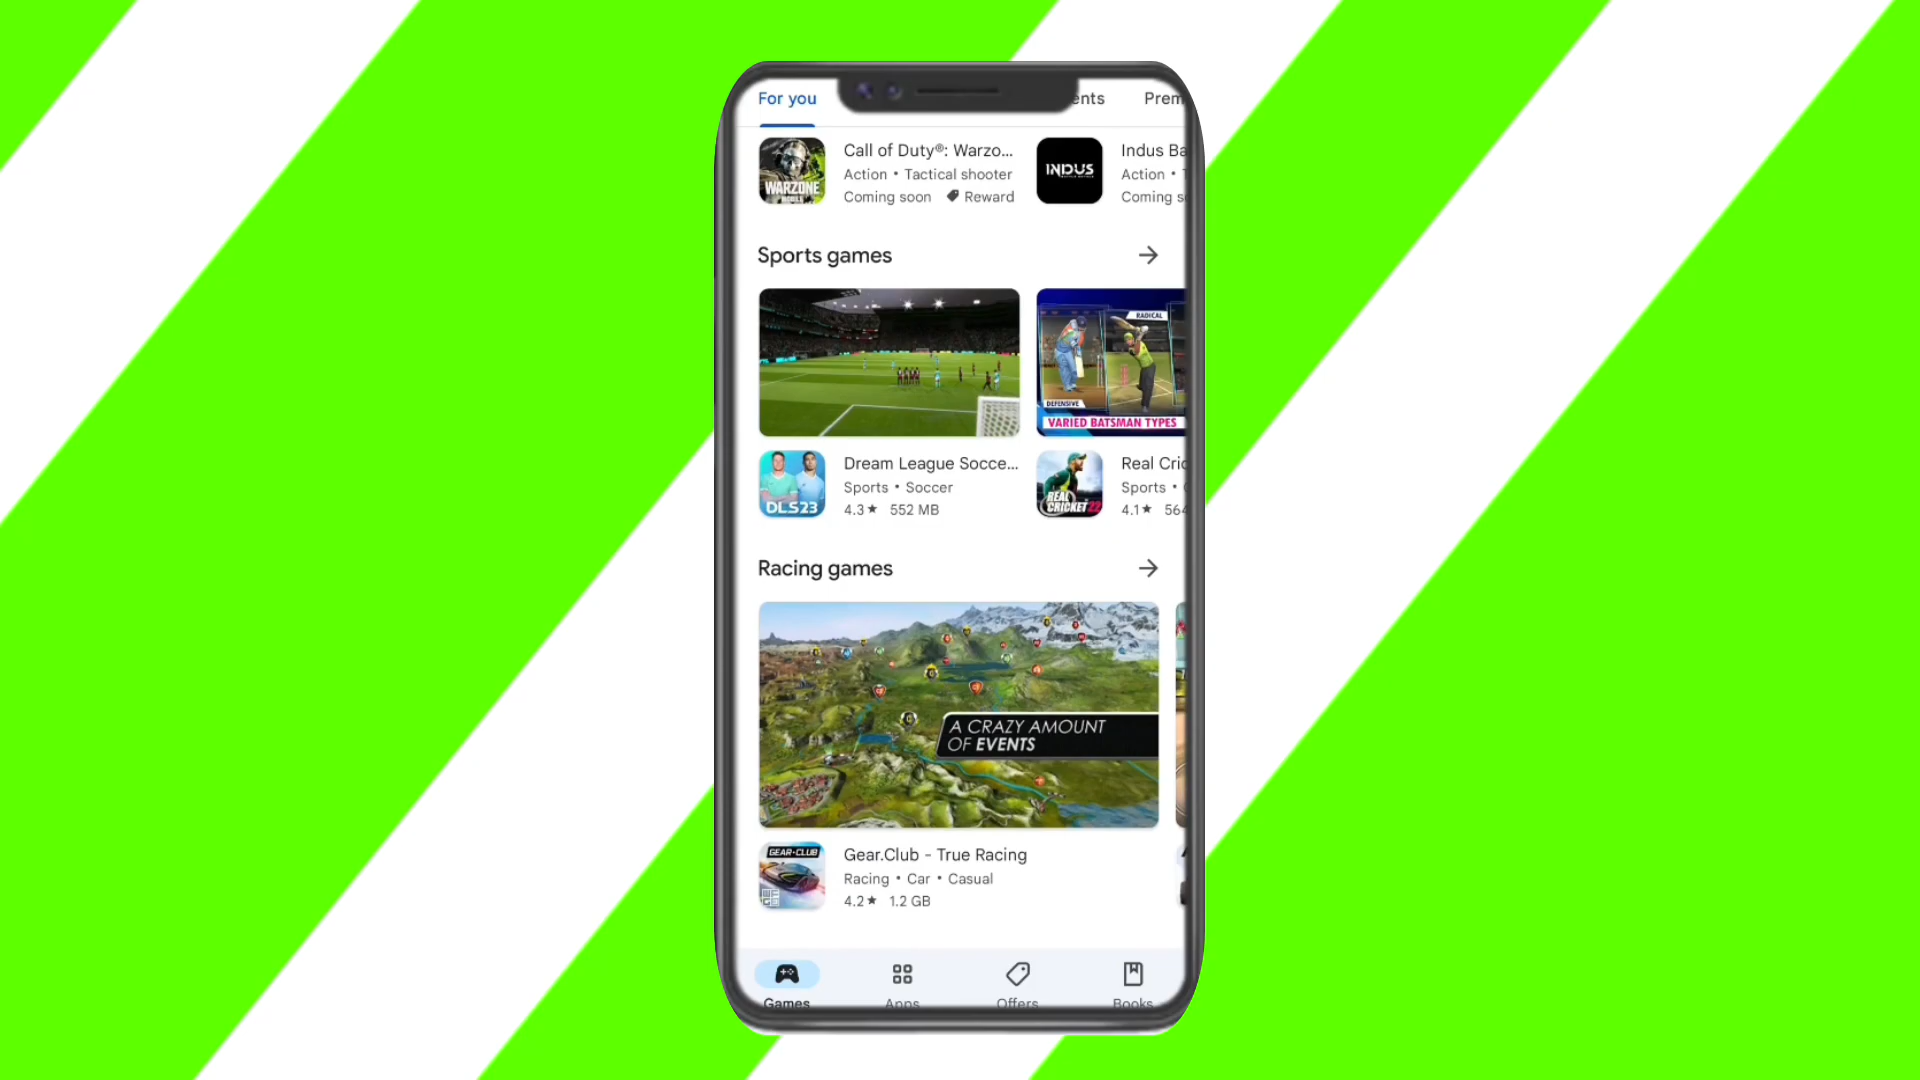 For you
ents
Prem
Call of Duty®: Warzo...
Action • Tactical shooter
Coming soon Reward
WARZONE
MOBILE
INDUS
Indus Ba
Action •
Coming s
Sports games
RADICAL
DEFENSIVE
VARIED BATSMAN TYPES
DLS23
Dream League Socce...
Sports • Soccer
4.3★ 552 MB
REAL
CRICKET 22
Real Cric
Sports •
4.1★ 564
Racing games
A CRAZY AMOUNT
OF EVENTS
GEAR•CLUB
Gear.Club - True Racing
Racing • Car • Casual
4.2★ 1.2 GB
Games
Apps
Offers
Books